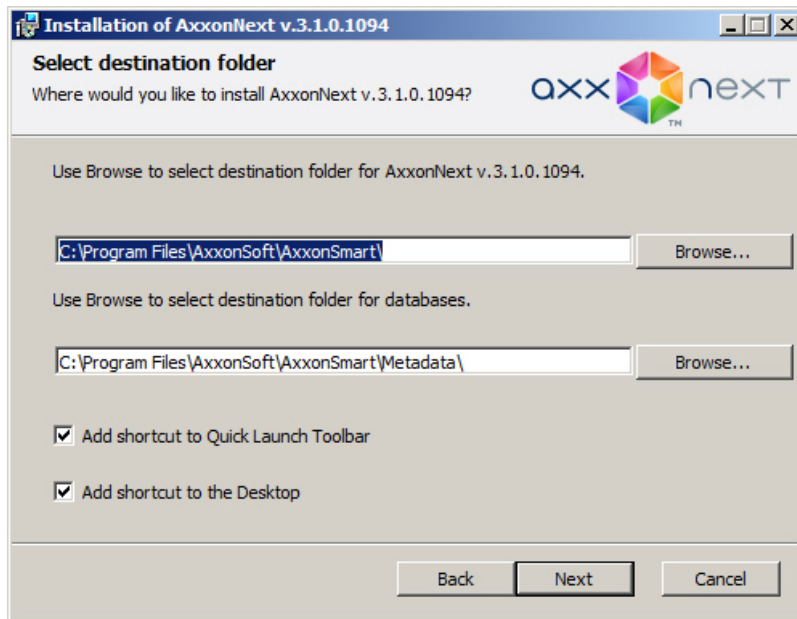 Installation of AxxonNext v.3.1.0.1094
Select destination folder
Where would you like to install AxxonNext v.3.1.0.1094?
axx next
TM
Use Browse to select destination folder for AxxonNext v.3.1.0.1094.
C:\Program Files\AxxonSoft\AxxonSmart\
Browse...
Use Browse to select destination folder for databases.
C:\Program Files\AxxonSoft\AxxonSmart\Metadata\
Browse...
Add shortcut to Quick Launch Toolbar
Add shortcut to the Desktop
Back
Next
Cancel